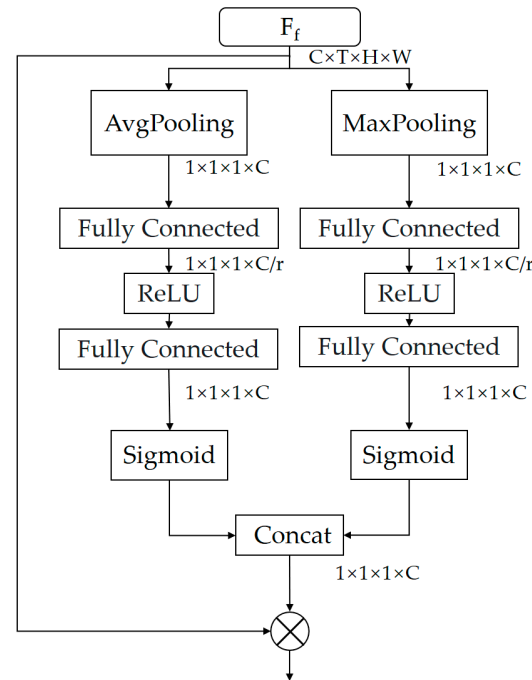 F_f
C×T×H×W
AvgPooling
MaxPooling
1×1×1×C
1×1×1×C
Fully Connected
Fully Connected
1×1×1×C/r
1×1×1×C/r
ReLU
ReLU
Fully Connected
Fully Connected
1×1×1×C
1×1×1×C
Sigmoid
Sigmoid
Concat
1×1×1×C